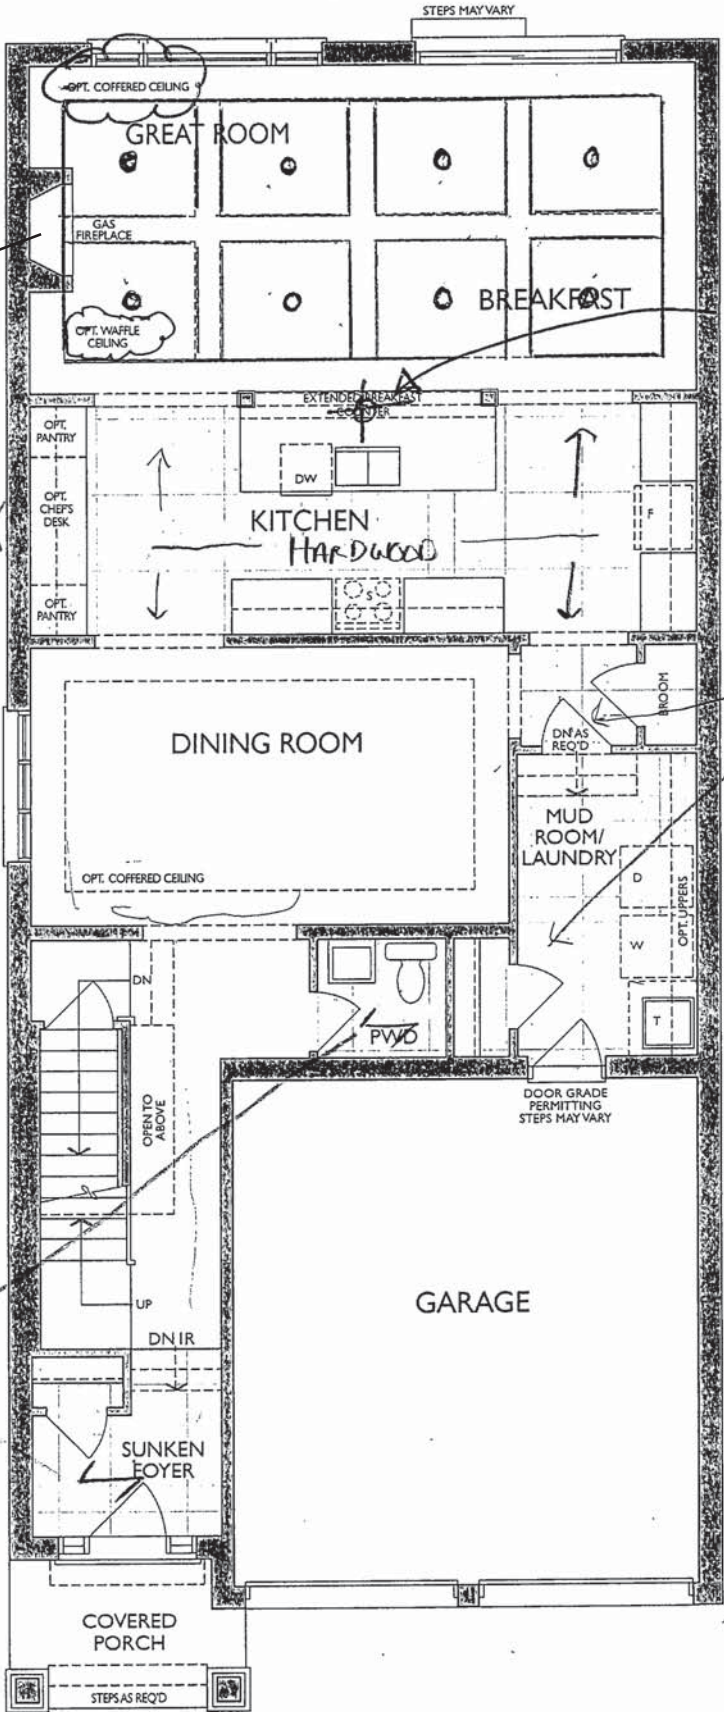 STEPS MAY VARY
OPT. COFFERED CEILING
GREAT ROOM
GAS
FIREPLACE
BREAKFAST
OPT. WAFFLE
CEILING
EXTENDED BREAKFAST
COUNTER
OPT.
PANTRY
OPT.
CHEF'S
DESK
OPT.
PANTRY
DW
F
KITCHEN
HARDWOOD
S
BROOM
DINING ROOM
DN AS
REQ'D
MUD
ROOM/
LAUNDRY
D
W
OPT. UPPERS
T
OPT. COFFERED CEILING
DN
PWD
OPEN TO
ABOVE
DOOR GRADE
PERMITTING
STEPS MAY VARY
UP
GARAGE
DN 1R
SUNKEN
FOYER
COVERED
PORCH
STEPS AS REQ'D